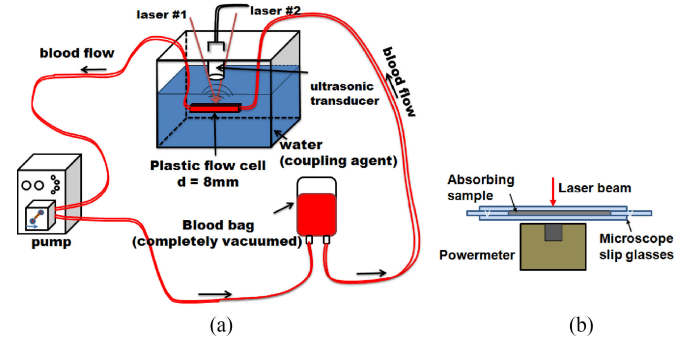 laser #1
laser #2
blood flow
blood flow
ultrasonic
transducer
water
(coupling agent)
Plastic flow cell
d = 8mm
Blood bag
(completely vacuumed)
pump
Absorbing
sample
Laser beam
Microscope
slip glasses
Powermeter
(a)
(b)